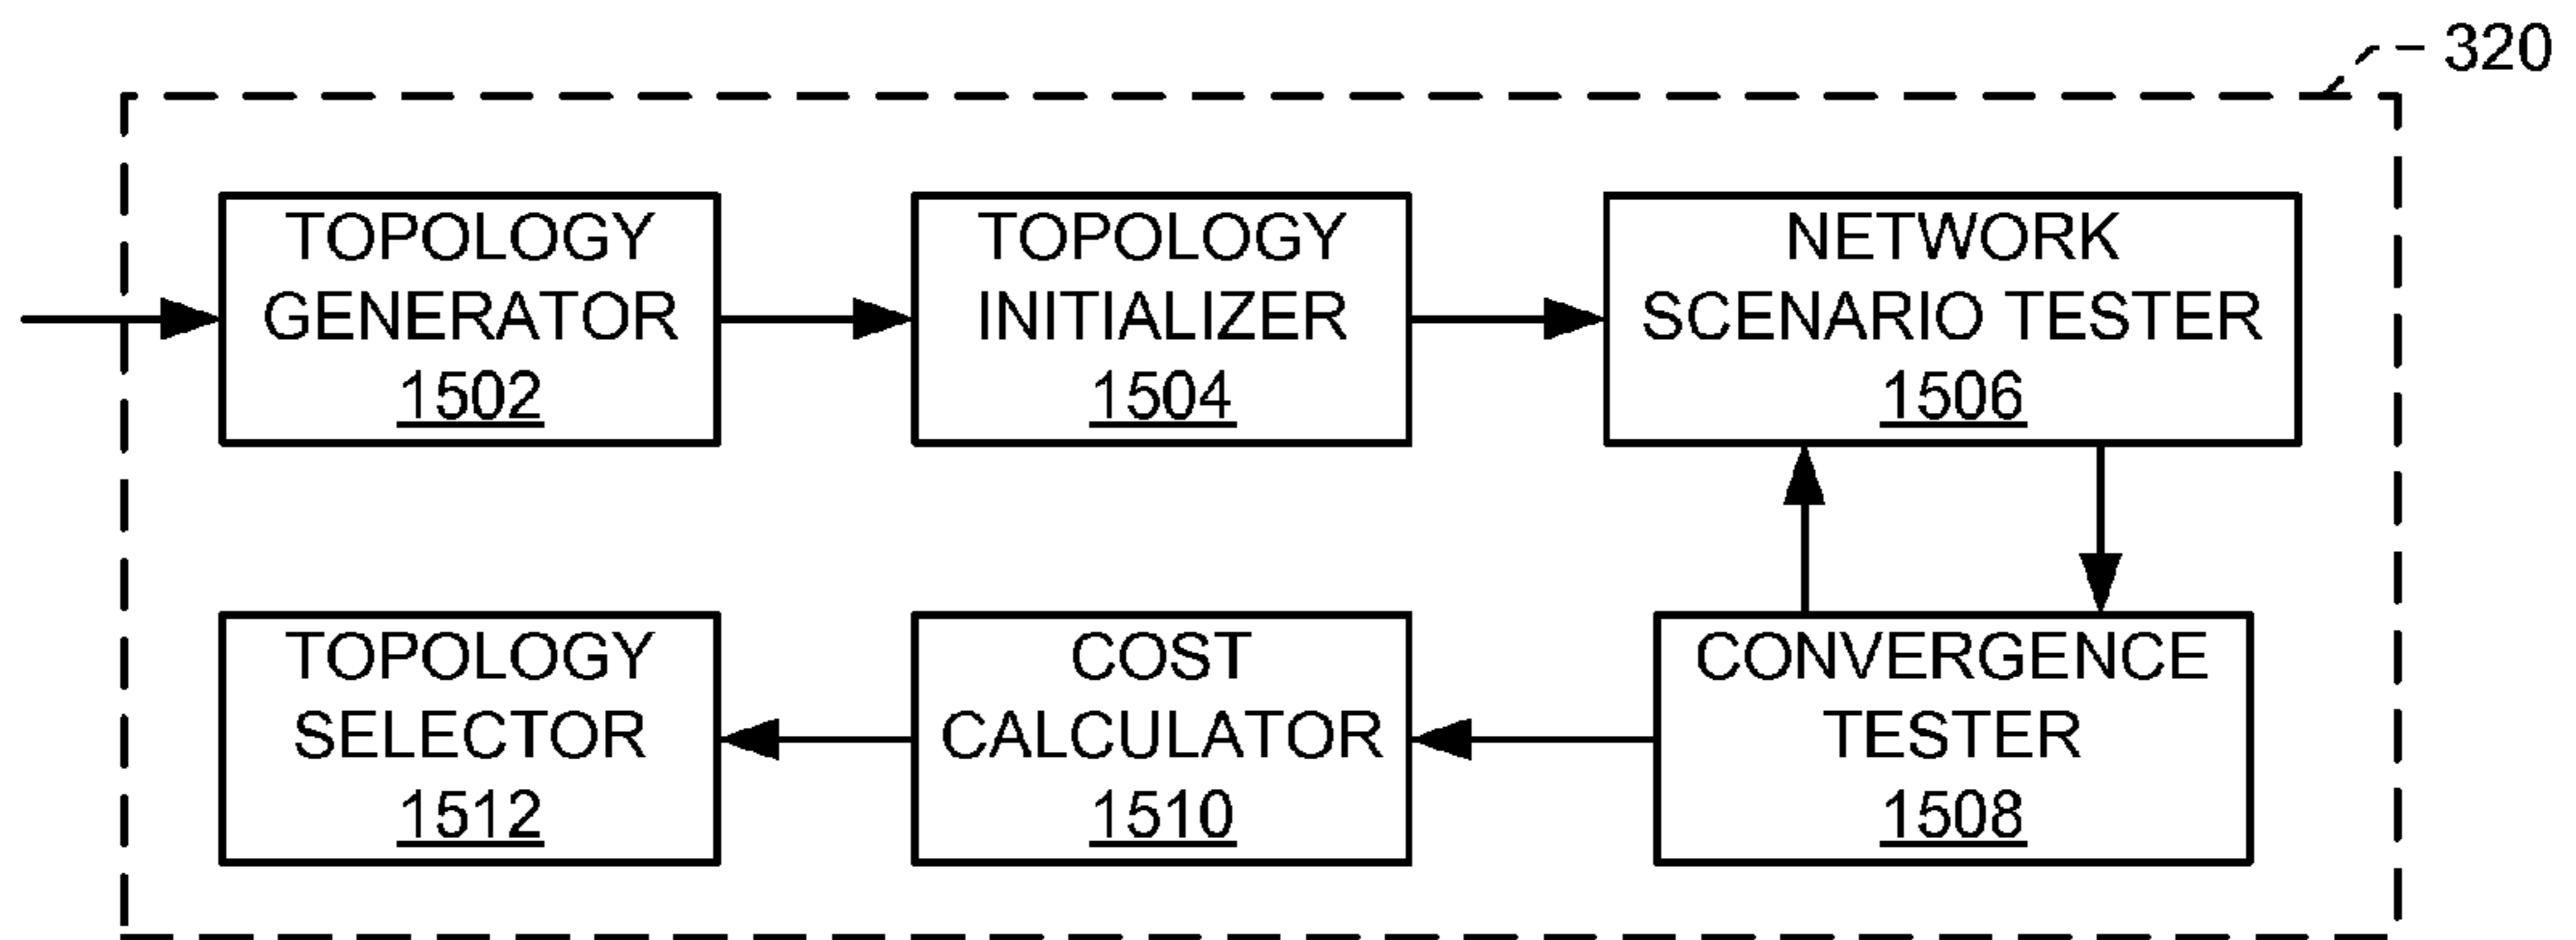 320
TOPOLOGY
GENERATOR
1502
TOPOLOGY
INITIALIZER
1504
NETWORK
SCENARIO TESTER
1506
TOPOLOGY
SELECTOR
1512
COST
CALCULATOR
1510
CONVERGENCE
TESTER
1508